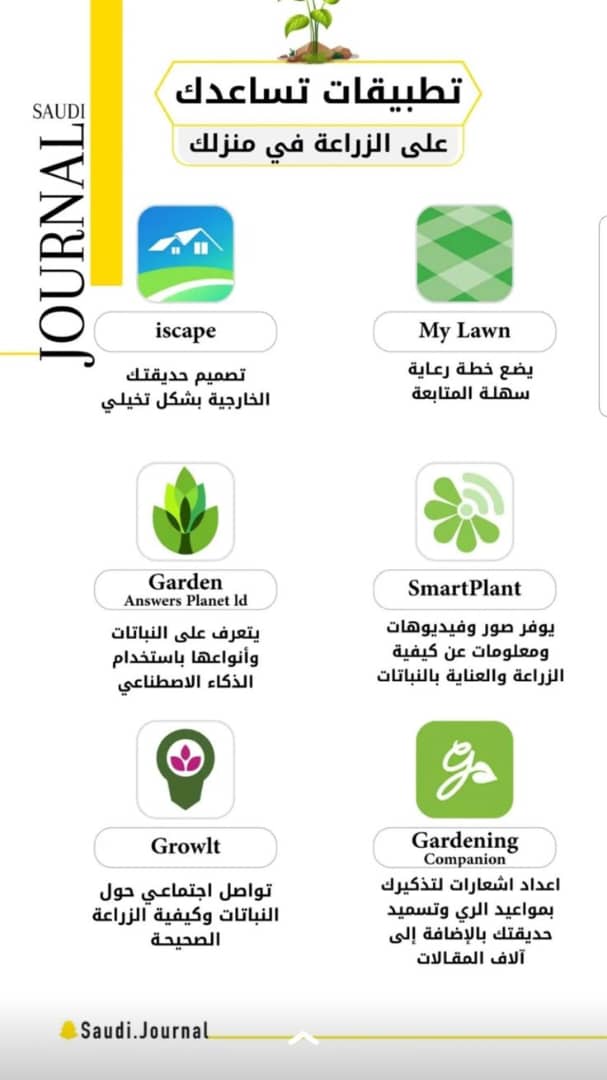 SAUDI
JOURNAL
تطبيقات تساعدك
على الزراعة في منزلك
My Lawn
يضع خطة رعاية
سهلة المتابعة
iscape
تصميم حديقتك
الخارجية بشكل تخيلي
SmartPlant
يوفر صور وفيديوهات
ومعلومات عن كيفية
الزراعة والعناية بالنباتات
Garden
Answers Planet ld
يتعرف على النباتات
وأنواعها باستخدام
الذكاء الاصطناعي
Gardening
Companion
اعداد اشعارات لتذكيرك
بمواعيد الري وتسميد
حديقتك بالإضافة إلى
آلاف المقالات
Growlt
تواصل اجتماعي حول
النباتات وكيفية الزراعة
الصحيحة
Saudi.Journal